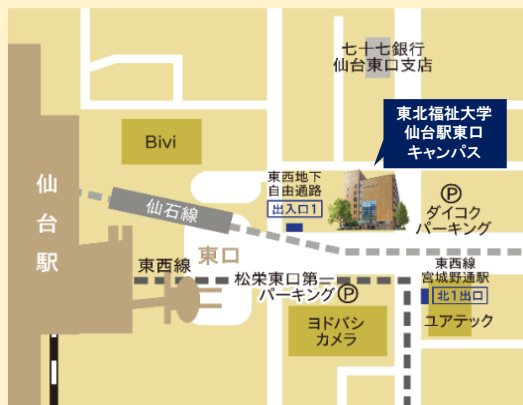 七十七銀行
仙台東口支店
東北福祉大学
仙台駅東口
キャンパス
Bivi
東西地下
自由通路
出入口1
仙台駅
仙石線
P
ダイコク
パーキング
東口
東西線
松栄東口第一
パーキングP
東西線
宮城野通駅
北1出口
ヨドバシ
カメラ
ユアテック